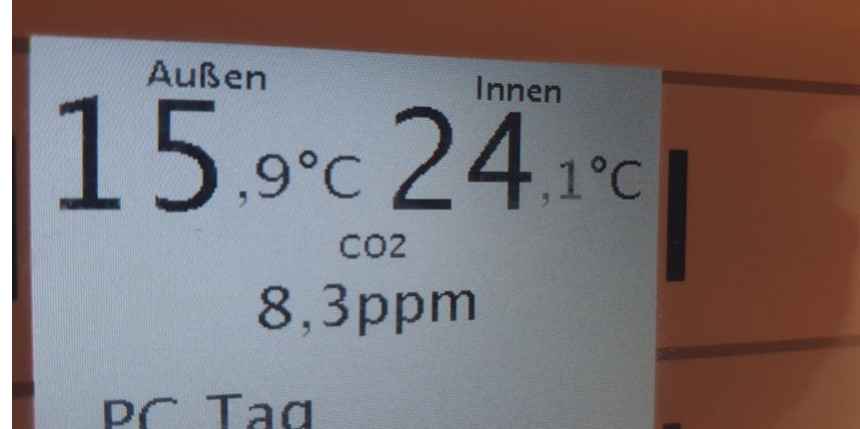 Außen Innen
15,9°C 24,1°C
CO2
8,3ppm
PC Tag